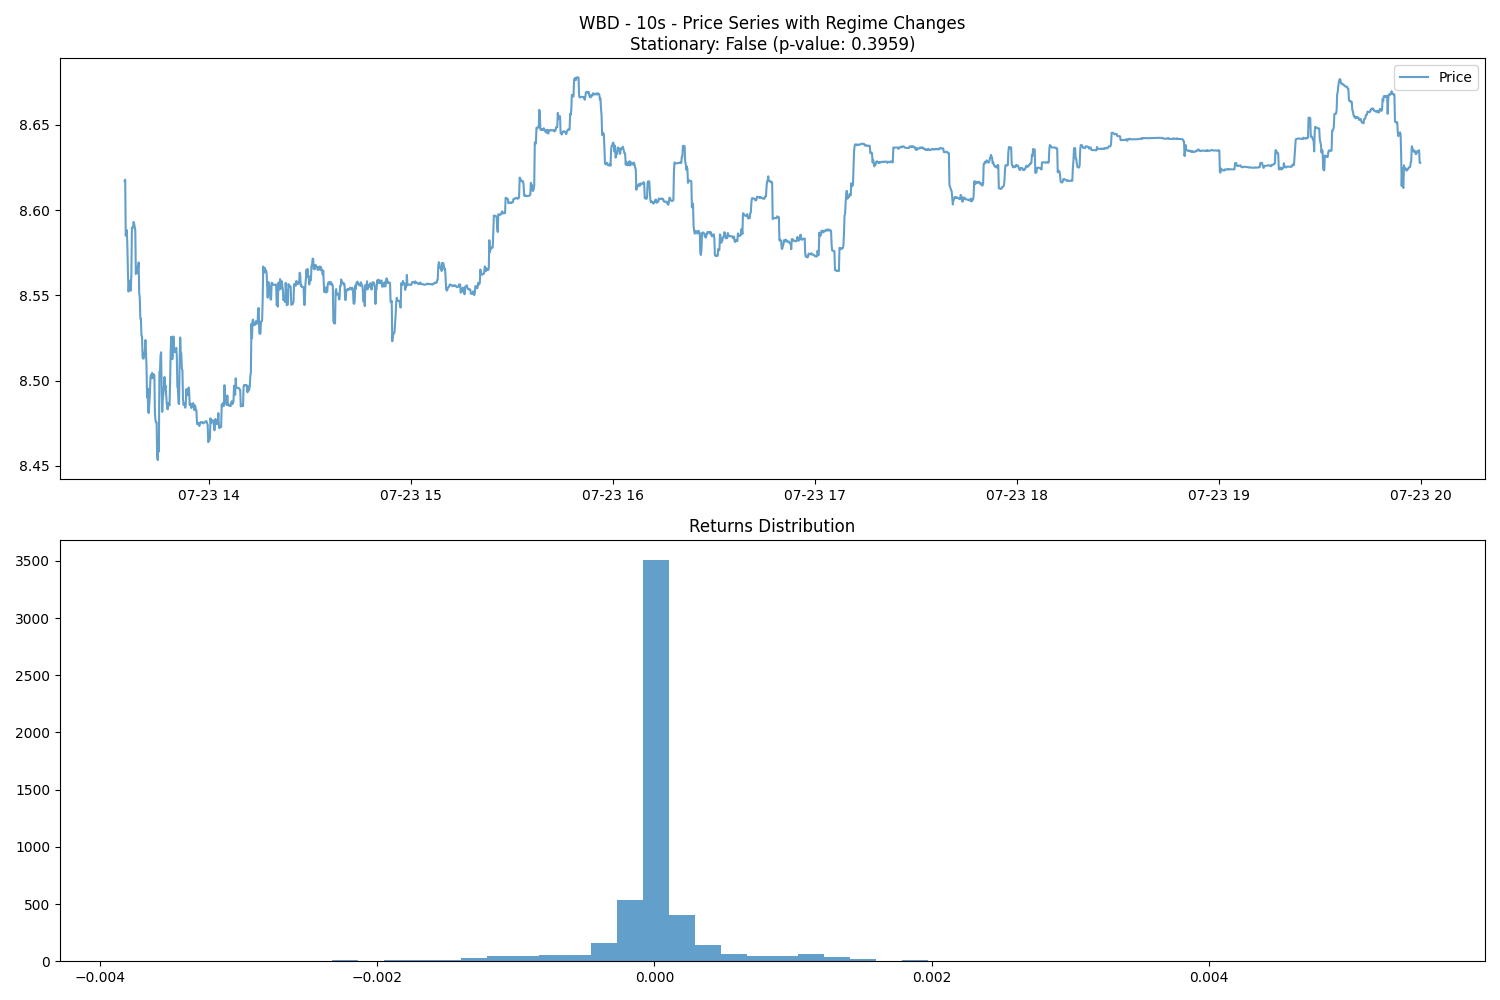 WBD - 10s - Price Series with Regime Changes
Stationary: False (p-value: 0.3959)
Price
8.65
8.60
8.55
8.50
8.45
07-23 14 07-23 15 07-23 16 07-23 17 07-23 18 07-23 19 07-23 20
Returns Distribution
3500
3000
2500
2000
1500
1000
500
0
−0.004 −0.002 0.000 0.002 0.004